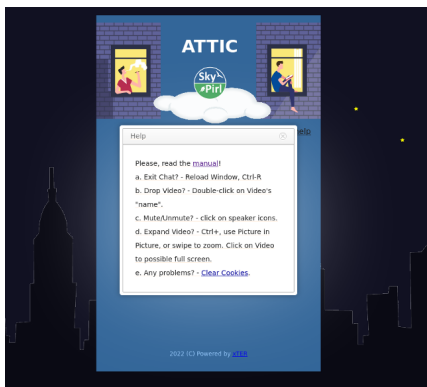 ATTIC
Sky
Pirl
elp
Help
Please, read the manual!
a. Exit Chat? - Reload Window, Ctrl-R
b. Drop Video? - Double-click on Video's
"name".
c. Mute/Unmute? - click on speaker icons.
d. Expand Video? - Ctrl+, use Picture in
Picture, or swipe to zoom. Click on Video
to possible full screen.
e. Any problems? - Clear Cookies.
2022 (C) Powered by xTER